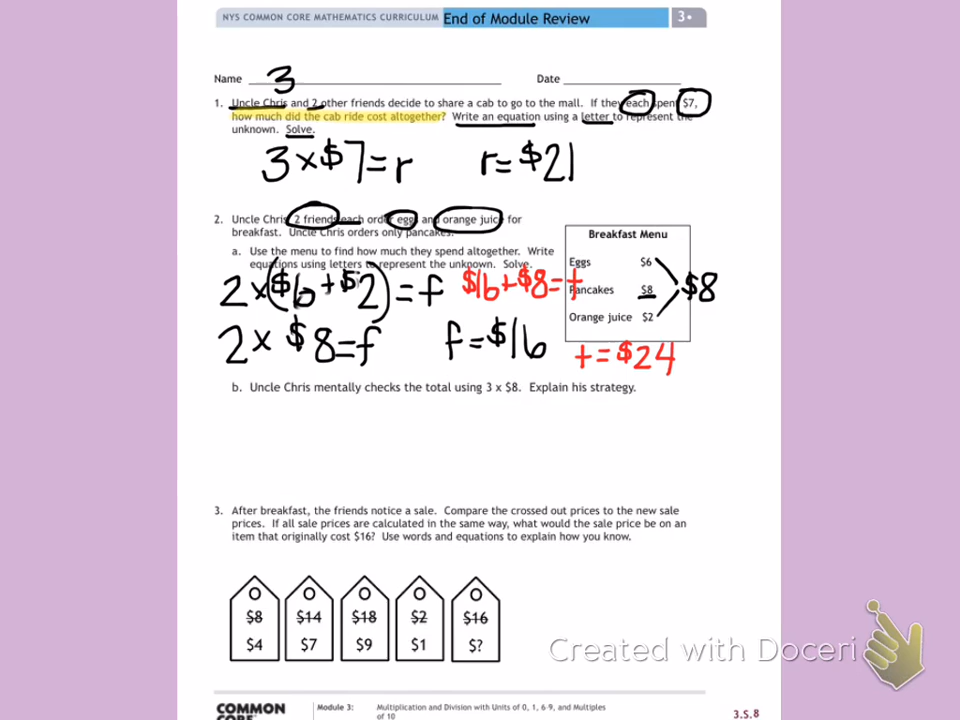 NYS COMMON CORE MATHEMATICS CURRICULUM End of Module Review 3•
Name 3 Date
1. Uncle Chris and 2 other friends decide to share a cab to go to the mall. If they each spent $7,
how much did the cab ride cost altogether? Write an equation using a letter to represent the
unknown. Solve.
3 × $7 = r r = $21
2. Uncle Chris' 2 friends each order eggs and orange juice for
breakfast. Uncle Chris orders only pancakes.
Breakfast Menu
a. Use the menu to find how much they spend altogether. Write
equations using letters to represent the unknown. Solve.
Eggs $6
Pancakes $8
Orange juice $2
$8
2 × ($6 + $2) = f $16 + $8 = t
2 × $8 = f f = $16 t = $24
b. Uncle Chris mentally checks the total using 3 x $8. Explain his strategy.
3. After breakfast, the friends notice a sale. Compare the crossed out prices to the new sale
prices. If all sale prices are calculated in the same way, what would the sale price be on an
item that originally cost $16? Use words and equations to explain how you know.
$8 $14 $18 $2 $16
$4 $7 $9 $1 $?
Created with Doceri
COMMON
CORE
Module 3: Multiplication and Division with Units of 0, 1, 6-9, and Multiples
of 10
3.S.8